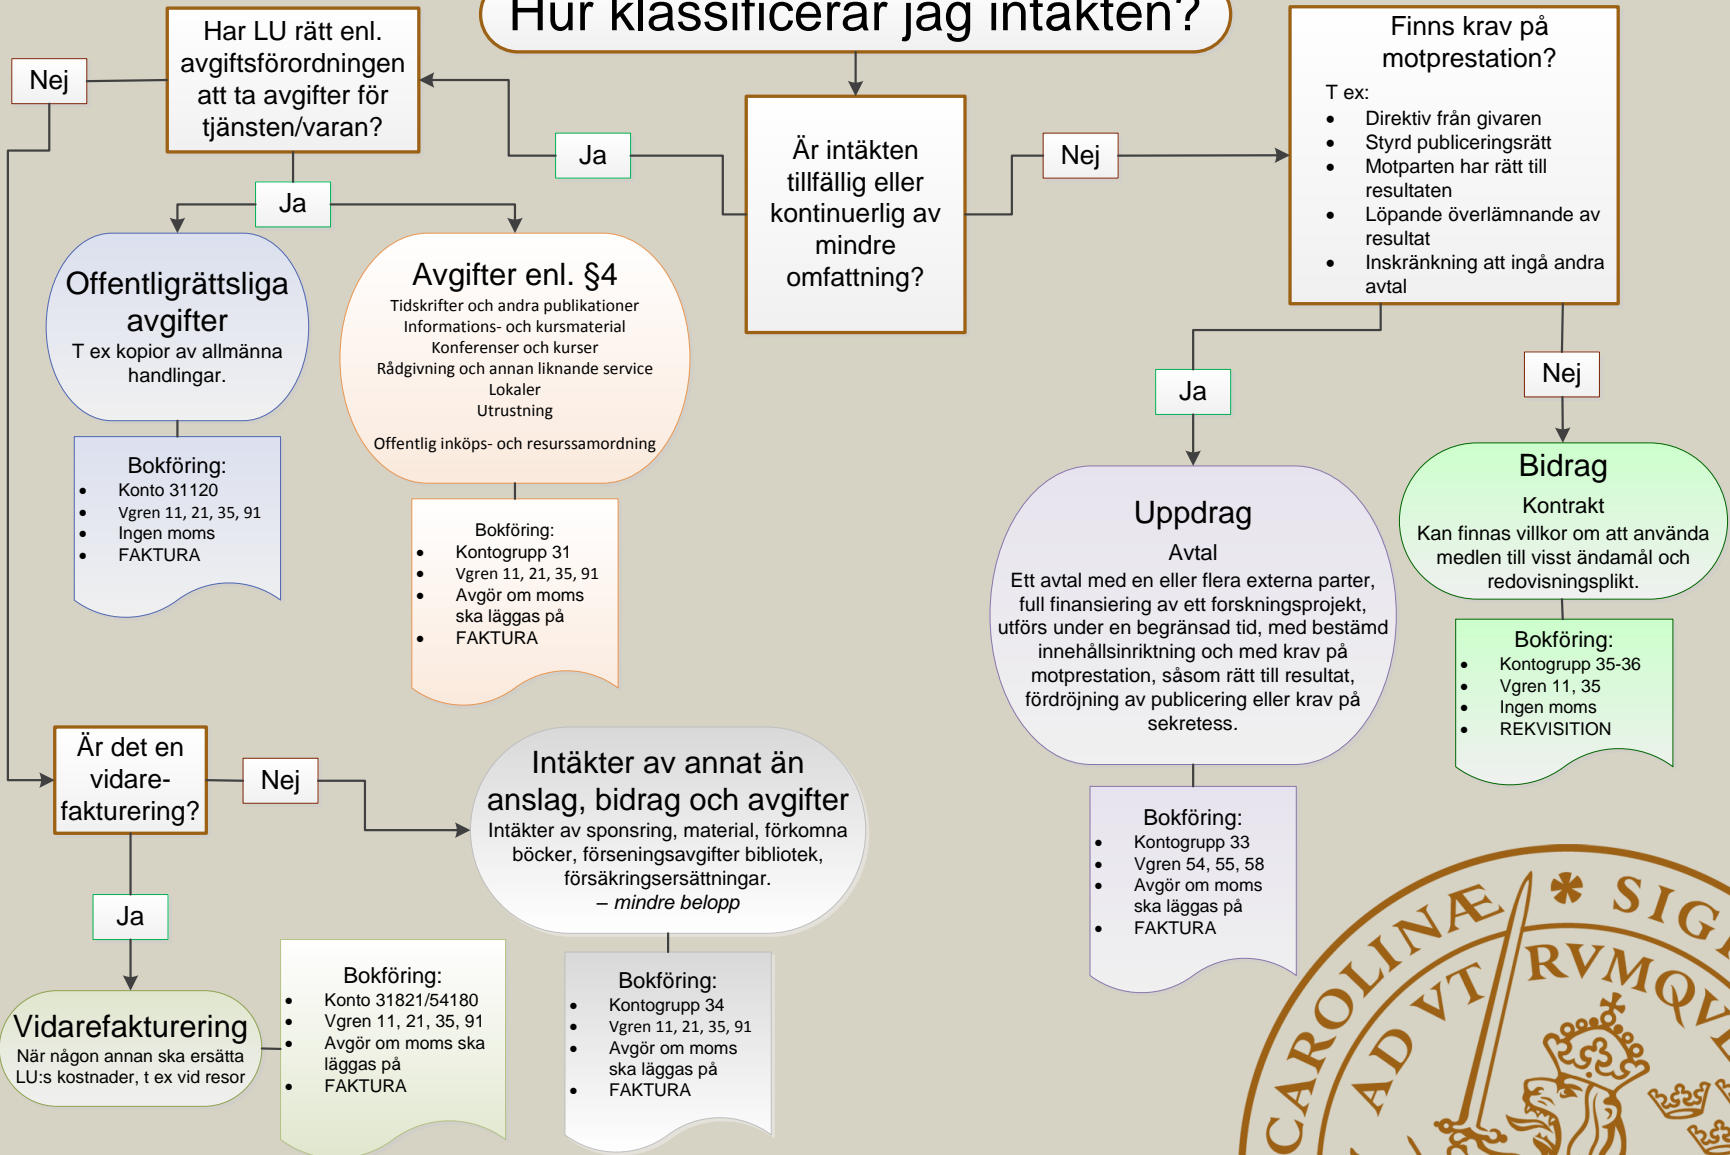 Hur klassificerar jag intäkten?
Har LU rätt enl.
avgiftsförordningen
att ta avgifter för
tjänsten/varan?
Nej
Ja
Ja
Är intäkten
tillfällig eller
kontinuerlig av
mindre
omfattning?
Nej
Finns krav på
motprestation?
T ex:
• Direktiv från givaren
• Styrd publiceringsrätt
• Motparten har rätt till
resultaten
• Löpande överlämnande av
resultat
• Inskränkning att ingå andra
avtal
Offentligrättsliga
avgifter
T ex kopior av allmänna
handlingar.
Bokföring:
• Konto 31120
• Vgren 11, 21, 35, 91
• Ingen moms
• FAKTURA
Avgifter enl. §4
Tidskrifter och andra publikationer
Informations- och kursmaterial
Konferenser och kurser
Rådgivning och annan liknande service
Lokaler
Utrustning
Offentlig inköps- och resurssamordning
Bokföring:
• Kontogrupp 31
• Vgren 11, 21, 35, 91
• Avgör om moms
ska läggas på
• FAKTURA
Ja
Nej
Uppdrag
Avtal
Ett avtal med en eller flera externa parter,
full finansiering av ett forskningsprojekt,
utförs under en begränsad tid, med bestämd
innehållsinriktning och med krav på
motprestation, såsom rätt till resultat,
fördröjning av publicering eller krav på
sekretess.
Bokföring:
• Kontogrupp 33
• Vgren 54, 55, 58
• Avgör om moms
ska läggas på
• FAKTURA
Bidrag
Kontrakt
Kan finnas villkor om att använda
medlen till visst ändamål och
redovisningsplikt.
Bokföring:
• Kontogrupp 35-36
• Vgren 11, 35
• Ingen moms
• REKVISITION
Är det en
vidare-
fakturering?
Nej
Ja
Intäkter av annat än
anslag, bidrag och avgifter
Intäkter av sponsring, material, förkomna
böcker, förseningsavgifter bibliotek,
försäkringsersättningar.
– mindre belopp
Bokföring:
• Kontogrupp 34
• Vgren 11, 21, 35, 91
• Avgör om moms
ska läggas på
• FAKTURA
Vidarefakturering
När någon annan ska ersätta
LU:s kostnader, t ex vid resor
Bokföring:
• Konto 31821/54180
• Vgren 11, 21, 35, 91
• Avgör om moms ska
läggas på
• FAKTURA
CAROLINÆ * SIG
AD VT RVMQV